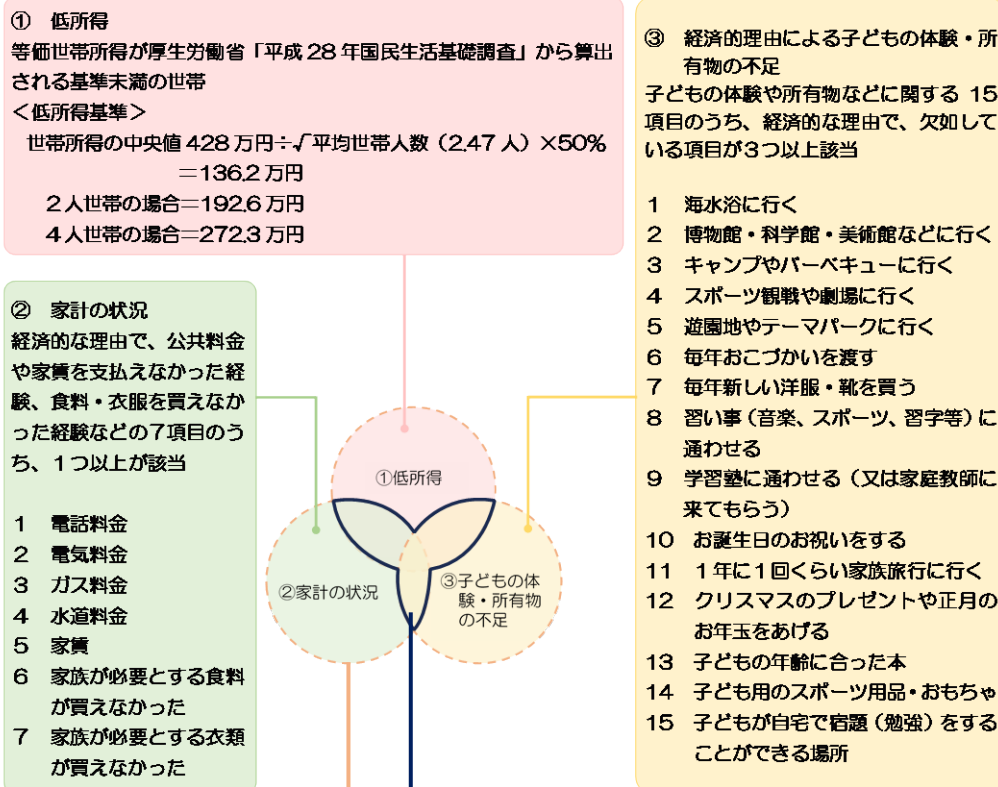 ① 低所得
等価世帯所得が厚生労働省「平成28年国民生活基礎調査」から算出
される基準未満の世帯
＜低所得基準＞
世帯所得の中央値428万円÷√平均世帯人数（2.47人）×50%
＝136.2万円
２人世帯の場合＝192.6万円
４人世帯の場合＝272.3万円
② 家計の状況
経済的な理由で、公共料金
や家賃を支払えなかった経
験、食料・衣服を買えなか
った経験などの７項目のう
ち、１つ以上が該当
1 電話料金
2 電気料金
3 ガス料金
4 水道料金
5 家賃
6 家族が必要とする食料
が買えなかった
7 家族が必要とする衣類
が買えなかった
①低所得
②家計の状況
③子どもの体
験・所有物
の不足
③ 経済的理由による子どもの体験・所
有物の不足
子どもの体験や所有物などに関する 15
項目のうち、経済的な理由で、欠如して
いる項目が３つ以上該当
1 海水浴に行く
2 博物館・科学館・美術館などに行く
3 キャンプやバーベキューに行く
4 スポーツ観戦や劇場に行く
5 遊園地やテーマパークに行く
6 毎年おこづかいを渡す
7 毎年新しい洋服・靴を買う
8 習い事（音楽、スポーツ、習字等）に
通わせる
9 学習塾に通わせる（又は家庭教師に
来てもらう）
10 お誕生日のお祝いをする
11 １年に１回くらい家族旅行に行く
12 クリスマスのプレゼントや正月の
お年玉をあげる
13 子どもの年齢に合った本
14 子ども用のスポーツ用品・おもちゃ
15 子どもが自宅で宿題（勉強）をする
ことができる場所